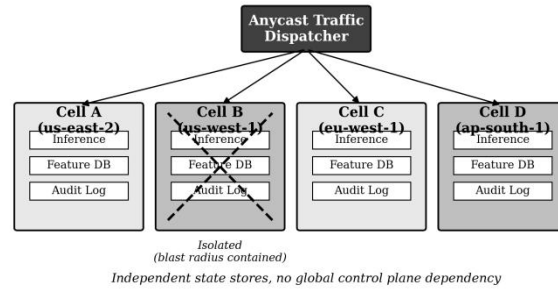 Anycast Traffic
Dispatcher
Cell A
(us-east-2)
Inference
Feature DB
Audit Log
Cell B
(us-west-1)
Inference
Feature DB
Audit Log
Cell C
(eu-west-1)
Inference
Feature DB
Audit Log
Cell D
(ap-south-1)
Inference
Feature DB
Audit Log
Isolated
(blast radius contained)
Independent state stores, no global control plane dependency